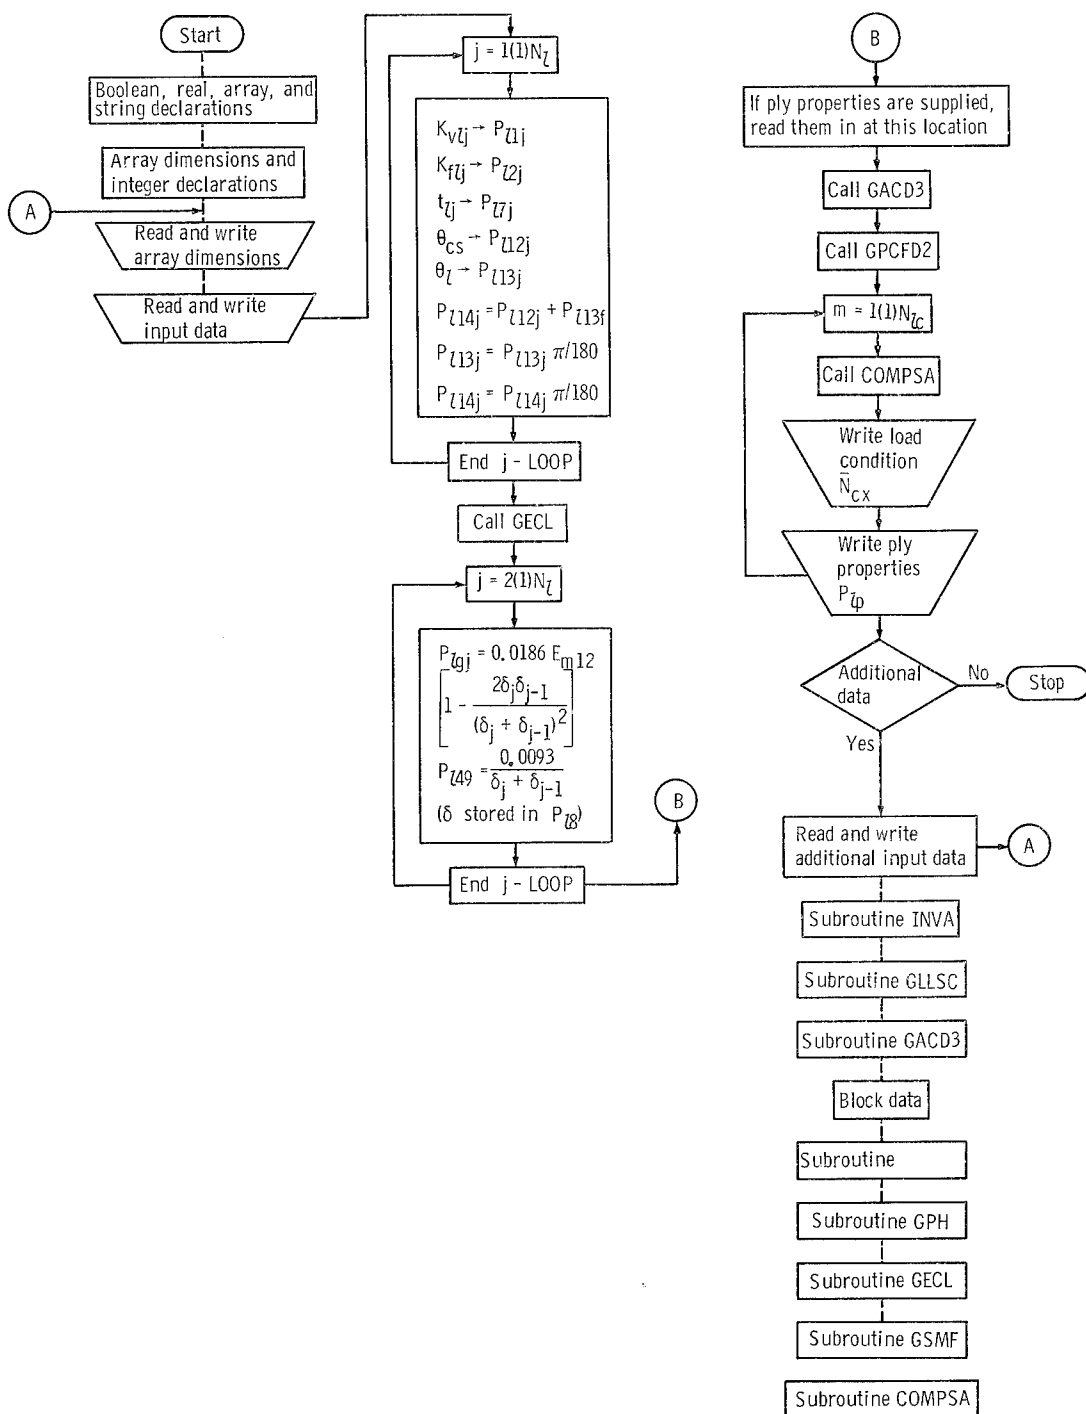 Start
Boolean, real, array, and
string declarations
Array dimensions and
integer declarations
A
Read and write
array dimensions
Read and write
input data
j = 1(1)N_l
K_vlj → P_l1j
K_flj → P_l2j
t_lj → P_l7j
θ_cs → P_l12j
θ_l → P_l13j
P_l14j = P_l12j + P_l13f
P_l13j = P_l13j π/180
P_l14j = P_l14j π/180
End j - LOOP
Call GECL
j = 2(1)N_l
P_lgj = 0.0186 E_m12
[1 - 2δ_jδ_j-1 / (δ_j + δ_j-1)^2]
P_l49 = 0.0093 / δ_j + δ_j-1
(δ stored in P_l8)
End j - LOOP
B
B
If ply properties are supplied,
read them in at this location
Call GACD3
Call GPCFD2
m = 1(1)N_lc
Call COMPSA
Write load
condition
N̄_cx
Write ply
properties
P_lφ
Additional
data
No
Stop
Yes
Read and write
additional input data
A
Subroutine INVA
Subroutine GLLSC
Subroutine GACD3
Block data
Subroutine
Subroutine GPH
Subroutine GECL
Subroutine GSMF
Subroutine COMPSA